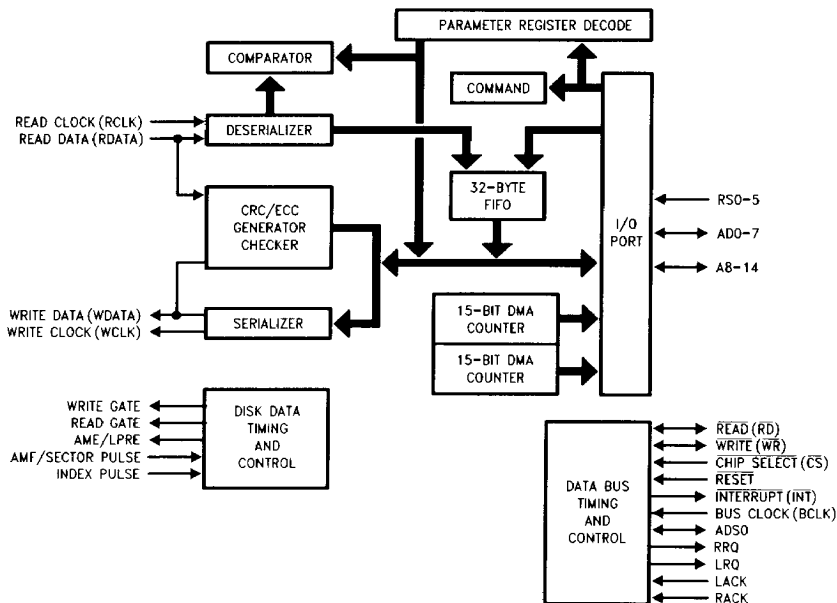 PARAMETER REGISTER DECODE
COMPARATOR
COMMAND
READ CLOCK (RCLK)
READ DATA (RDATA)
DESERIALIZER
32-BYTE
FIFO
CRC/ECC
GENERATOR
CHECKER
I/O
PORT
RS0-5
AD0-7
A8-14
WRITE DATA (WDATA)
WRITE CLOCK (WCLK)
SERIALIZER
15-BIT DMA
COUNTER
15-BIT DMA
COUNTER
WRITE GATE
READ GATE
AME/LPRE
AMF/SECTOR PULSE
INDEX PULSE
DISK DATA
TIMING
AND
CONTROL
DATA BUS
TIMING
AND
CONTROL
READ (RD)
WRITE (WR)
CHIP SELECT (CS)
RESET
INTERRUPT (INT)
BUS CLOCK (BCLK)
ADS0
RRQ
LRQ
LACK
RACK